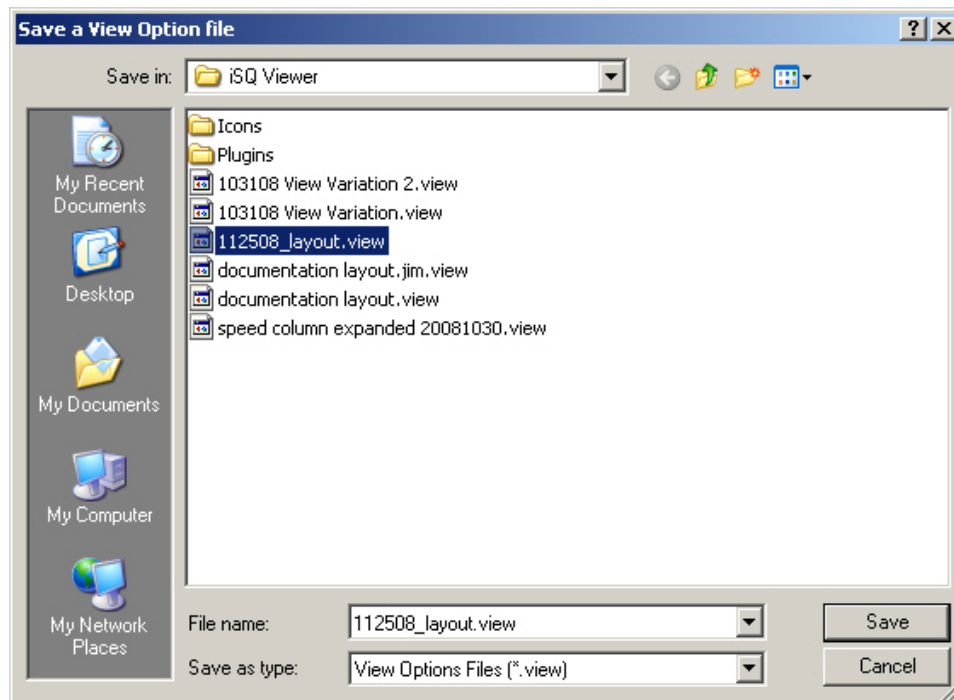 Save a View Option file
Save in:
iSQ Viewer
My Recent
Documents
Desktop
My Documents
My Computer
My Network
Places
Icons
Plugins
103108 View Variation 2.view
103108 View Variation.view
112508_layout.view
documentation layout.jim.view
documentation layout.view
speed column expanded 20081030.view
File name:
112508_layout.view
Save
Save as type:
View Options Files (*.view)
Cancel